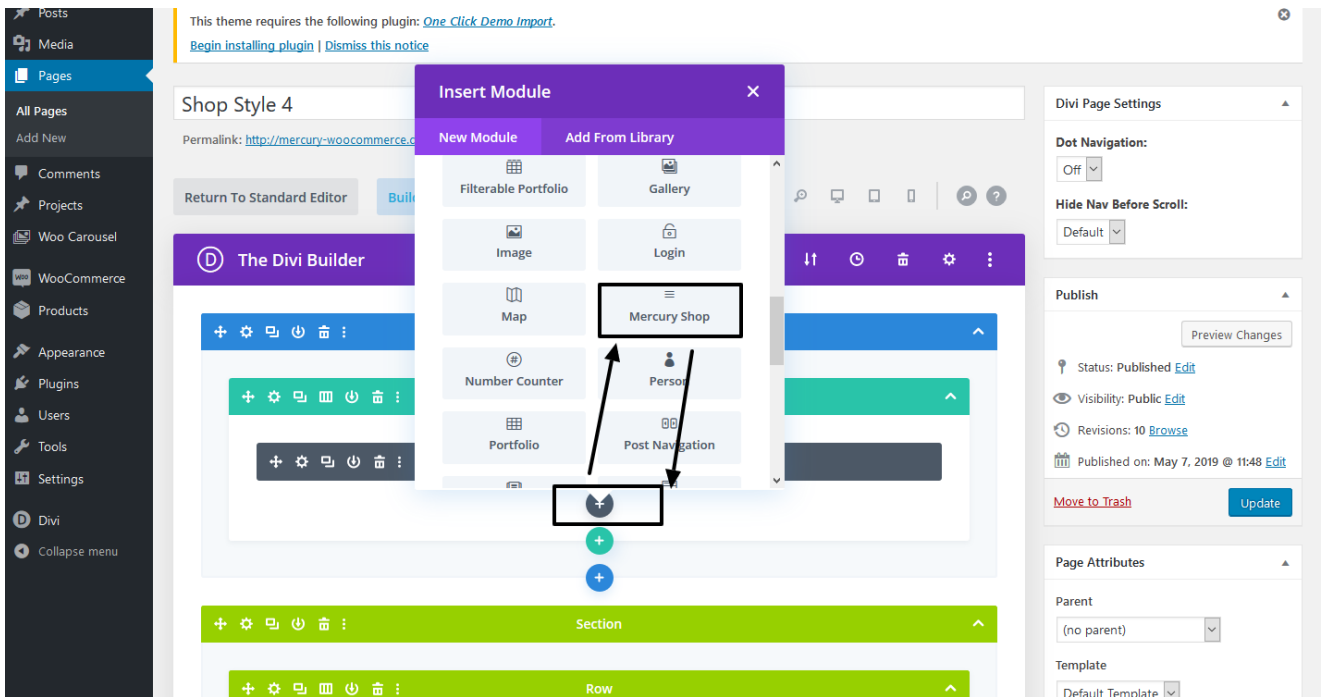 Posts
Media
Pages
All Pages
Add New
Comments
Projects
Woo Carousel
WooCommerce
Products
Appearance
Plugins
Users
Tools
Settings
Divi
Collapse menu
This theme requires the following plugin: One Click Demo Import.
Begin installing plugin | Dismiss this notice
Shop Style 4
Permalink: http://mercury-woocommerce.
Return To Standard Editor
The Divi Builder
Insert Module
New Module Add From Library
Filterable Portfolio Gallery
Image Login
Map Mercury Shop
Number Counter Person
Portfolio Post Navigation
Section
Row
Divi Page Settings
Dot Navigation:
Off
Hide Nav Before Scroll:
Default
Publish
Preview Changes
Status: Published Edit
Visibility: Public Edit
Revisions: 10 Browse
Published on: May 7, 2019 @ 11:48 Edit
Move to Trash Update
Page Attributes
Parent
(no parent)
Template
Default Template